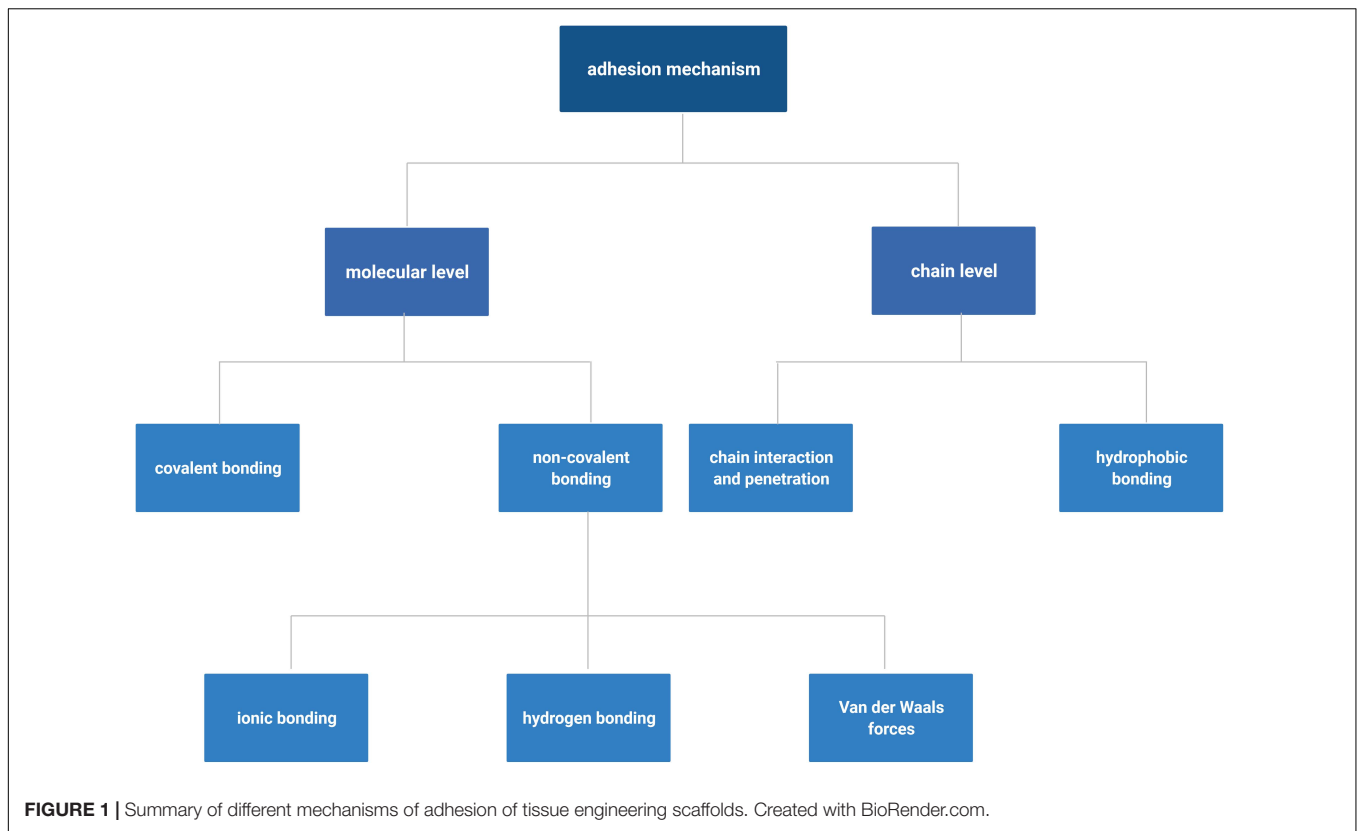 adhesion mechanism
molecular level
chain level
covalent bonding
non-covalent
bonding
chain interaction
and penetration
hydrophobic
bonding
ionic bonding
hydrogen bonding
Van der Waals
forces
FIGURE 1 | Summary of different mechanisms of adhesion of tissue engineering scaffolds. Created with BioRender.com.